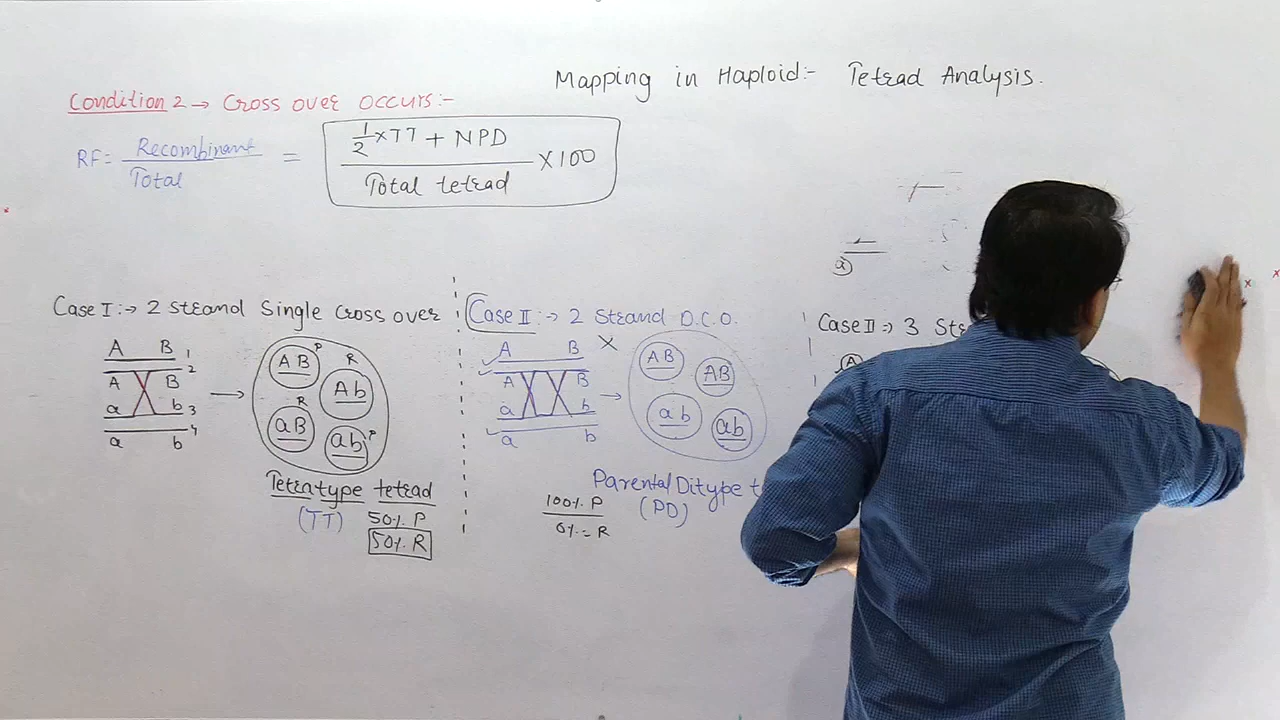 Mapping in Haploid:- Tetrad Analysis.
Condition 2 → Cross over occurs:-
RF = Recombinant / Total = 1/2 × TT + NPD / Total tetrad × 100
Case I :→ 2 Strand Single Cross over
A B 1
2
A B
a b 3
a b 4
→
AB P
R
Ab
R
aB
ab P
Tetratype tetrad
(TT) 50% P
50% R
Case II :→ 2 Strand D.C.O.
A B ×
A B
a b
a b
→
AB
AB
ab
ab
Parental Ditype t
(PD)
100% P
0% = R
a
Case II :→ 3 Str
A